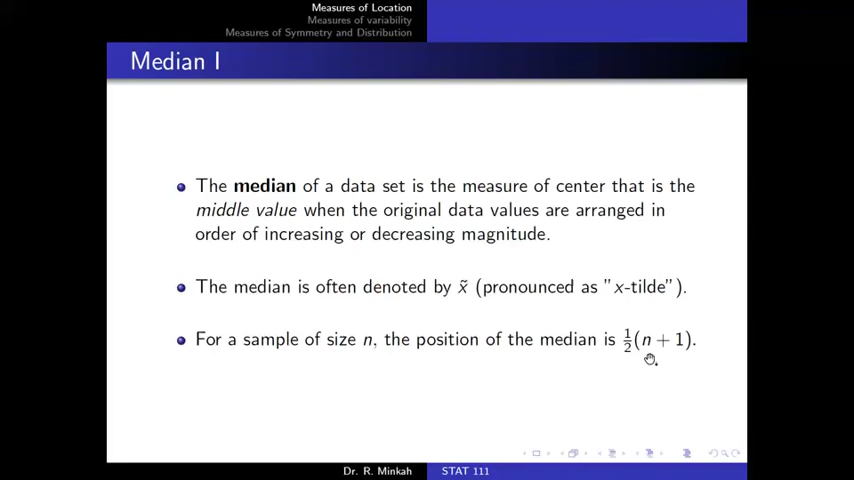 Measures of Location
Measures of variability
Measures of Symmetry and Distribution
Median I
The median of a data set is the measure of center that is the
middle value when the original data values are arranged in
order of increasing or decreasing magnitude.
The median is often denoted by x̃ (pronounced as "x-tilde").
For a sample of size n, the position of the median is ½(n + 1).
Dr. R. Minkah STAT 111